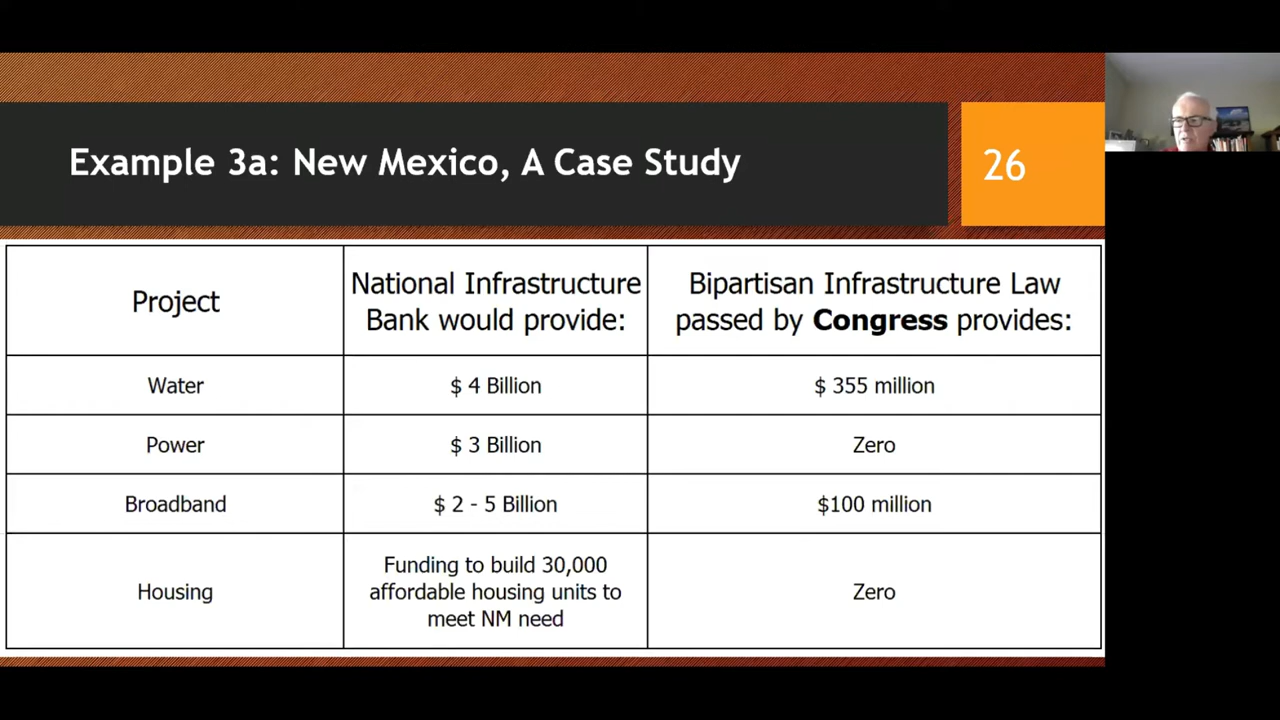 Example 3a: New Mexico, A Case Study
26
Project
National Infrastructure
Bank would provide:
Bipartisan Infrastructure Law
passed by Congress provides:
Water
$ 4 Billion
$ 355 million
Power
$ 3 Billion
Zero
Broadband
$ 2 - 5 Billion
$100 million
Housing
Funding to build 30,000
affordable housing units to
meet NM need
Zero